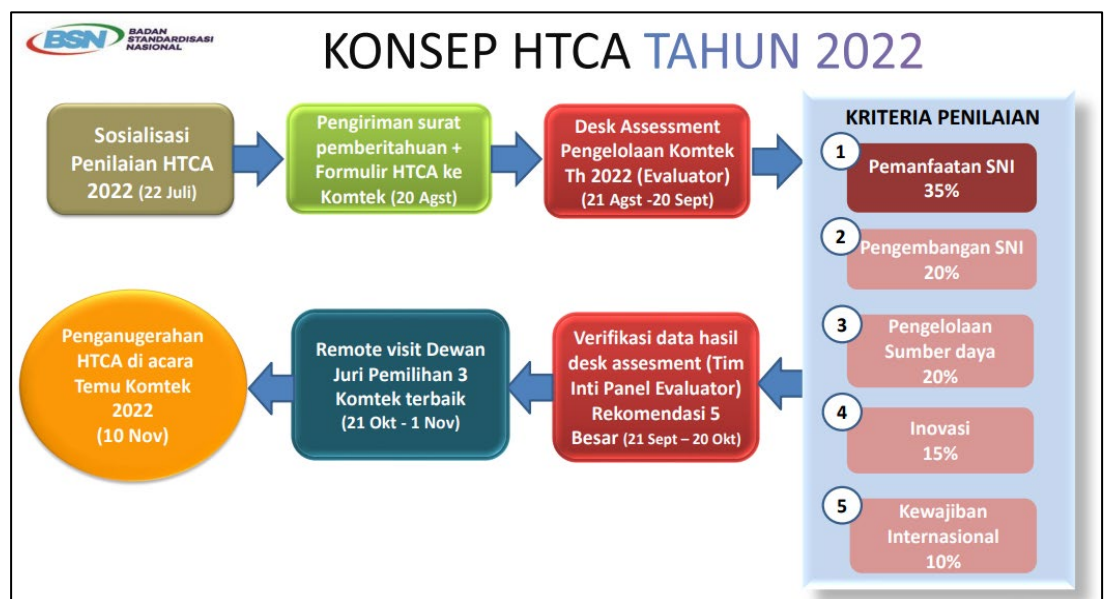 BSN
BADAN
STANDARDISASI
NASIONAL
KONSEP HTCA TAHUN 2022
Sosialisasi
Penilaian HTCA
2022 (22 Juli)
Pengiriman surat
pemberitahuan +
Formulir HTCA ke
Komtek (20 Agst)
Desk Assessment
Pengelolaan Komtek
Th 2022 (Evaluator)
(21 Agst -20 Sept)
KRITERIA PENILAIAN
1
Pemanfaatan SNI
35%
2
Pengembangan SNI
20%
3
Pengelolaan
Sumber daya
20%
4
Inovasi
15%
5
Kewajiban
Internasional
10%
Verifikasi data hasil
desk assesment (Tim
Inti Panel Evaluator)
Rekomendasi 5
Besar (21 Sept – 20 Okt)
Remote visit Dewan
Juri Pemilihan 3
Komtek terbaik
(21 Okt - 1 Nov)
Penganugerahan
HTCA di acara
Temu Komtek
2022
(10 Nov)